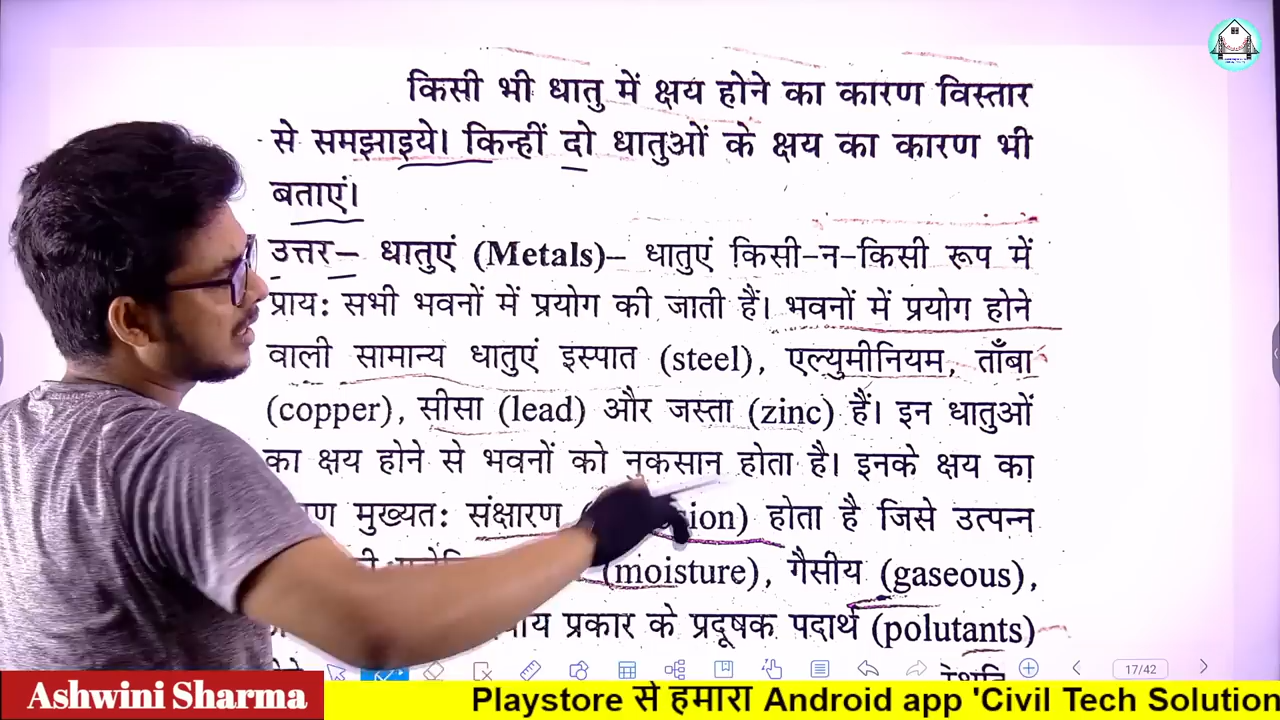 किसी भी धातु में क्षय होने का कारण विस्तार
से समझाइये। किन्हीं दो धातुओं के क्षय का कारण भी
बताएं।
उत्तर– धातुएं (Metals)– धातुएं किसी-न-किसी रूप में
प्राय: सभी भवनों में प्रयोग की जाती हैं। भवनों में प्रयोग होने
वाली सामान्य धातुएं इस्पात (steel), एल्युमीनियम, ताँबा
(copper), सीसा (lead) और जस्ता (zinc) हैं। इन धातुओं
का क्षय होने से भवनों को नुकसान होता है। इनके क्षय का
मुख्यत: संक्षारण होता है जिसे उत्पन्न
(moisture), गैसीय (gaseous),
प्रकार के प्रदूषक पदार्थ (polutants)
17/42
Ashwini Sharma
Playstore से हमारा Android app 'Civil Tech Solution